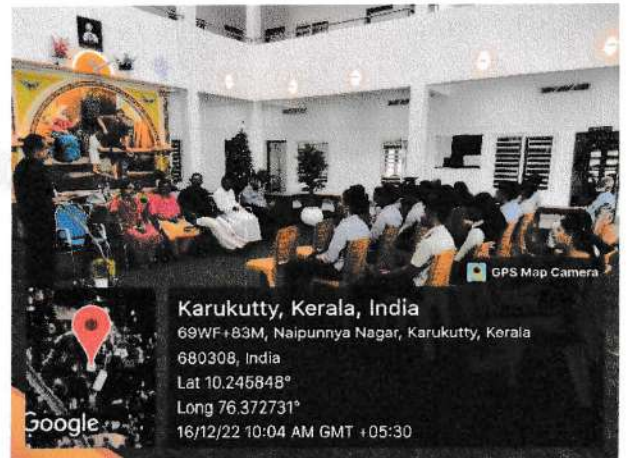 GPS Map Camera
Karukutty, Kerala, India
69WF+83M, Naipunnya Nagar, Karukutty, Kerala
680308, India
Lat 10.245848°
Long 76.372731°
16/12/22 10:04 AM GMT +05:30
Google